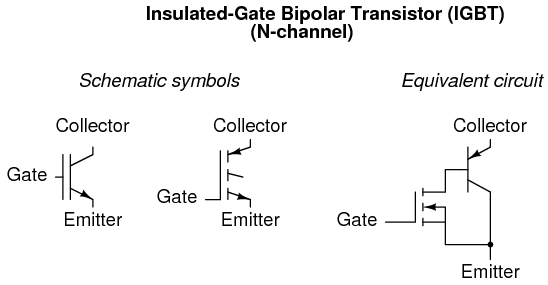 Insulated-Gate Bipolar Transistor (IGBT)
(N-channel)
Schematic symbols
Equivalent circuit
Collector
Gate
Emitter
Collector
Gate
Emitter
Collector
Gate
Emitter